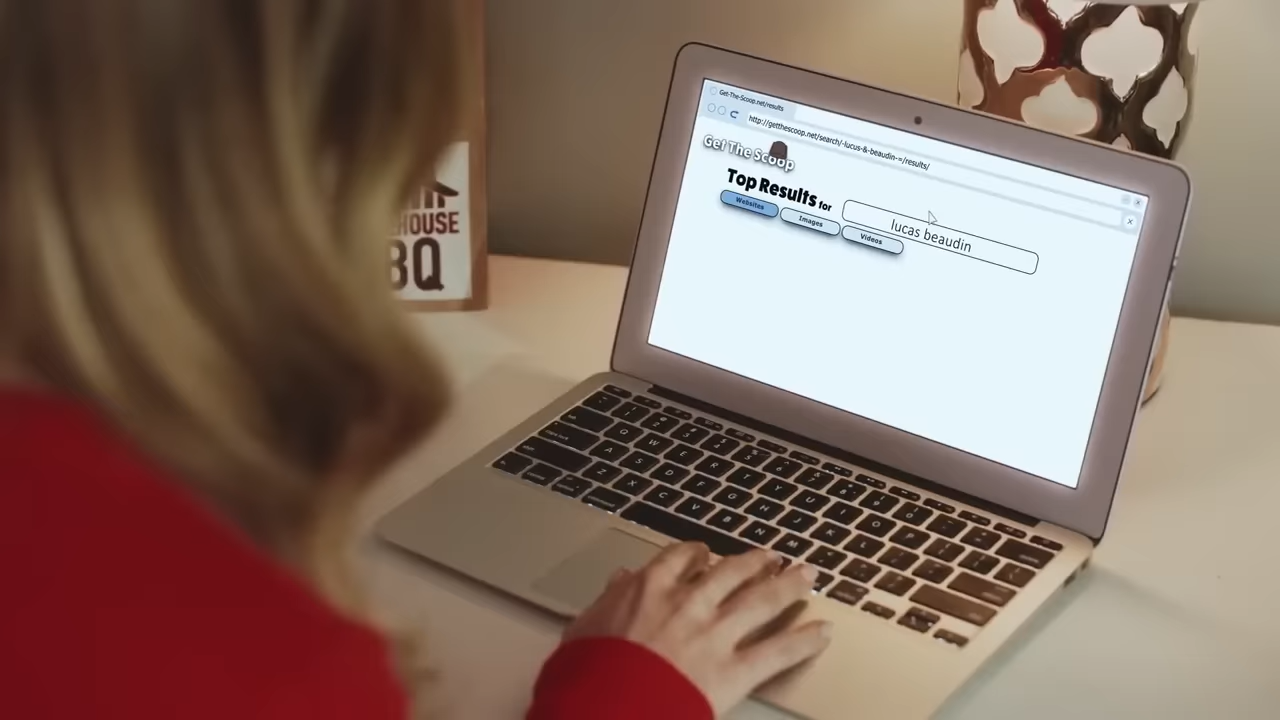 Get-The-Scoop.net/results
http://getthescoop.net/search/-lucus-&-beaudin-=/results/
Get The Scoop
Top Results for
lucas beaudin
Websites
Images
Videos
HOUSE
BQ